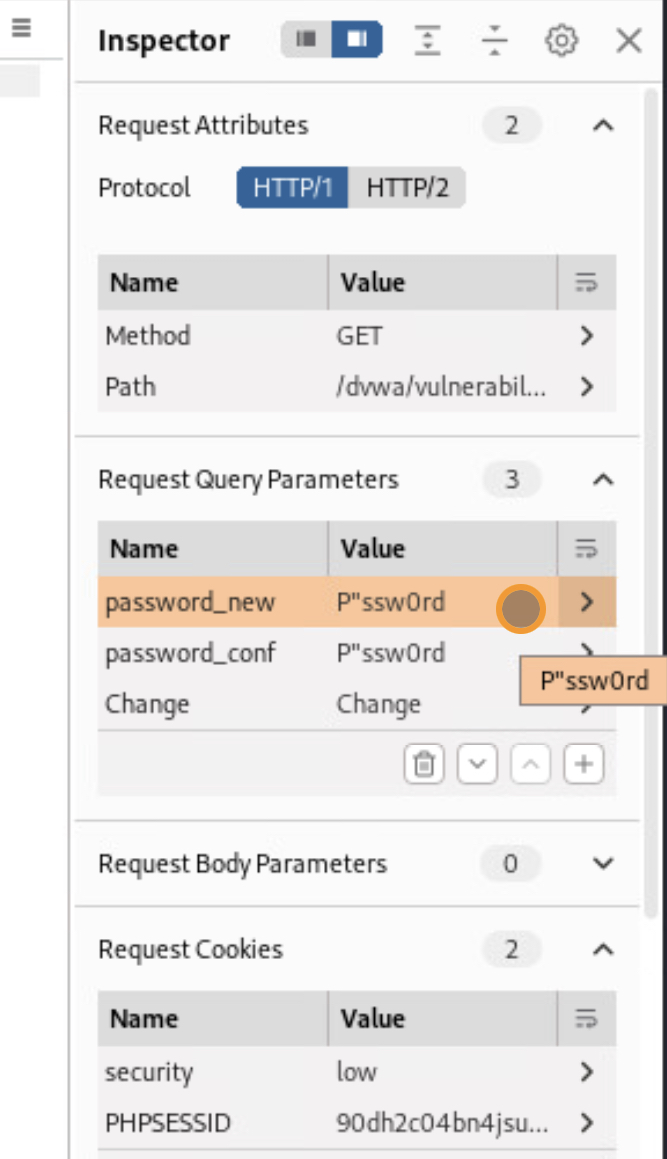 Inspector
Request Attributes 2
Protocol HTTP/1 HTTP/2
Name Value
Method GET
Path /dvwa/vulnerabil...
Request Query Parameters 3
Name Value
password_new P"ssw0rd
password_conf P"ssw0rd
P"ssw0rd
Change Change
Request Body Parameters 0
Request Cookies 2
Name Value
security low
PHPSESSID 90dh2c04bn4jsu...